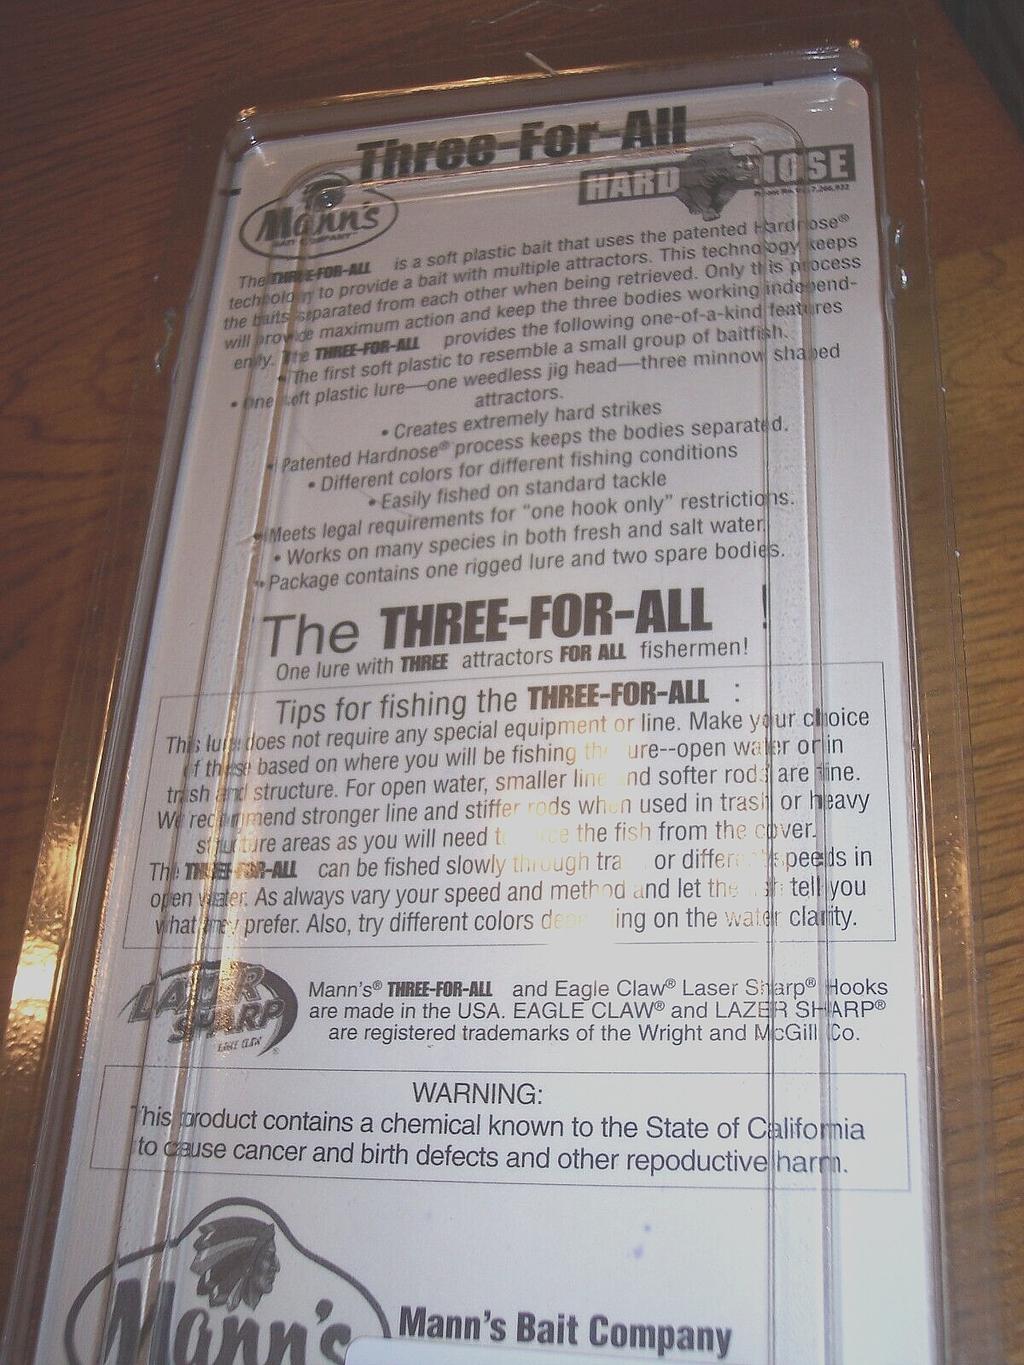 Three-For-All
HARD NOSE
Mann's
BAIT COMPANY
The THREE-FOR-ALL is a soft plastic bait that uses the patented Hardnose®
technology to provide a bait with multiple attractors. This technology keeps
the baits separated from each other when being retrieved. Only this process
will provide maximum action and keep the three bodies working independ-
ently. The THREE-FOR-ALL provides the following one-of-a-kind features
• The first soft plastic to resemble a small group of baitfish.
• One soft plastic lure—one weedless jig head—three minnow shaped
attractors.
• Creates extremely hard strikes
• Patented Hardnose® process keeps the bodies separated.
• Different colors for different fishing conditions
• Easily fished on standard tackle
• Meets legal requirements for "one hook only" restrictions.
• Works on many species in both fresh and salt water.
• Package contains one rigged lure and two spare bodies.
The THREE-FOR-ALL !
One lure with THREE attractors FOR ALL fishermen!
Tips for fishing the THREE-FOR-ALL :
This lure does not require any special equipment or line. Make your choice
of these based on where you will be fishing the lure--open water or in
trash and structure. For open water, smaller line and softer rods are fine.
We recommend stronger line and stiffer rods when used in trash or heavy
structure areas as you will need to force the fish from the cover.
The THREE-FOR-ALL can be fished slowly through trash or different speeds in
open water. As always vary your speed and method and let the fish tell you
what they prefer. Also, try different colors depending on the water clarity.
LAZER
SHARP
EAGLE CLAW ®
Mann's® THREE-FOR-ALL and Eagle Claw® Laser Sharp® Hooks
are made in the USA. EAGLE CLAW® and LAZER SHARP®
are registered trademarks of the Wright and McGill Co.
WARNING:
This product contains a chemical known to the State of California
to cause cancer and birth defects and other repoductive harm.
Mann's
Mann's Bait Company